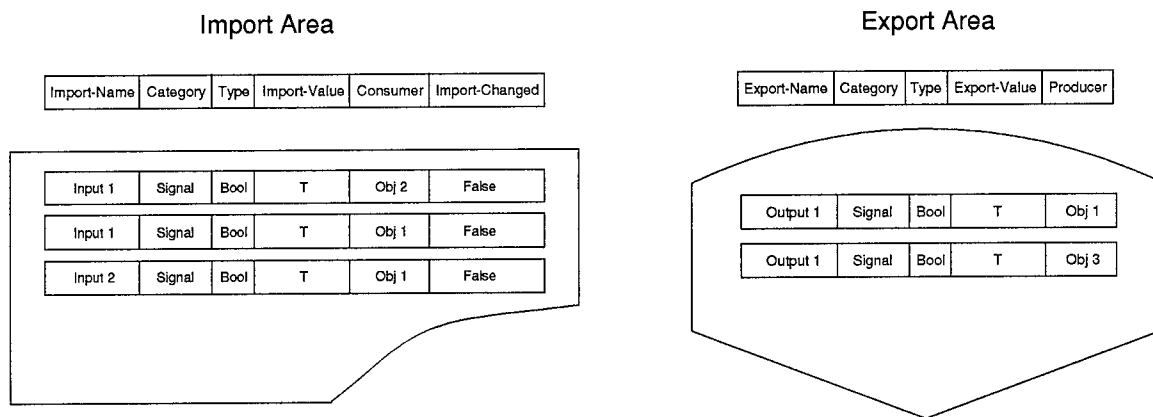 Import Area
Import-Name Category Type Import-Value Consumer Import-Changed
Input 1 Signal Bool T Obj 2 False
Input 1 Signal Bool T Obj 1 False
Input 2 Signal Bool T Obj 1 False
Export Area
Export-Name Category Type Export-Value Producer
Output 1 Signal Bool T Obj 1
Output 1 Signal Bool T Obj 3